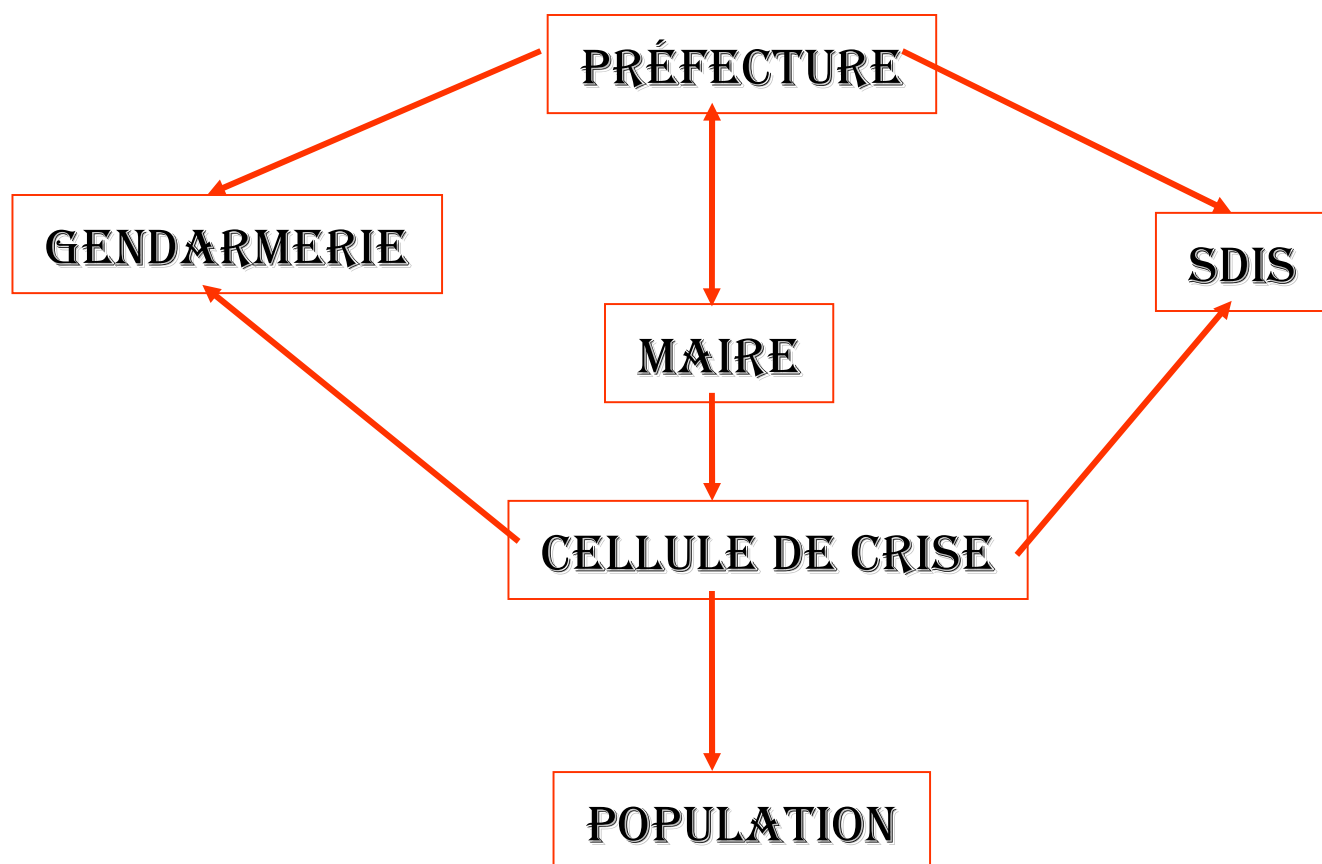 PRÉFECTURE
GENDARMERIE
SDIS
MAIRE
CELLULE DE CRISE
POPULATION